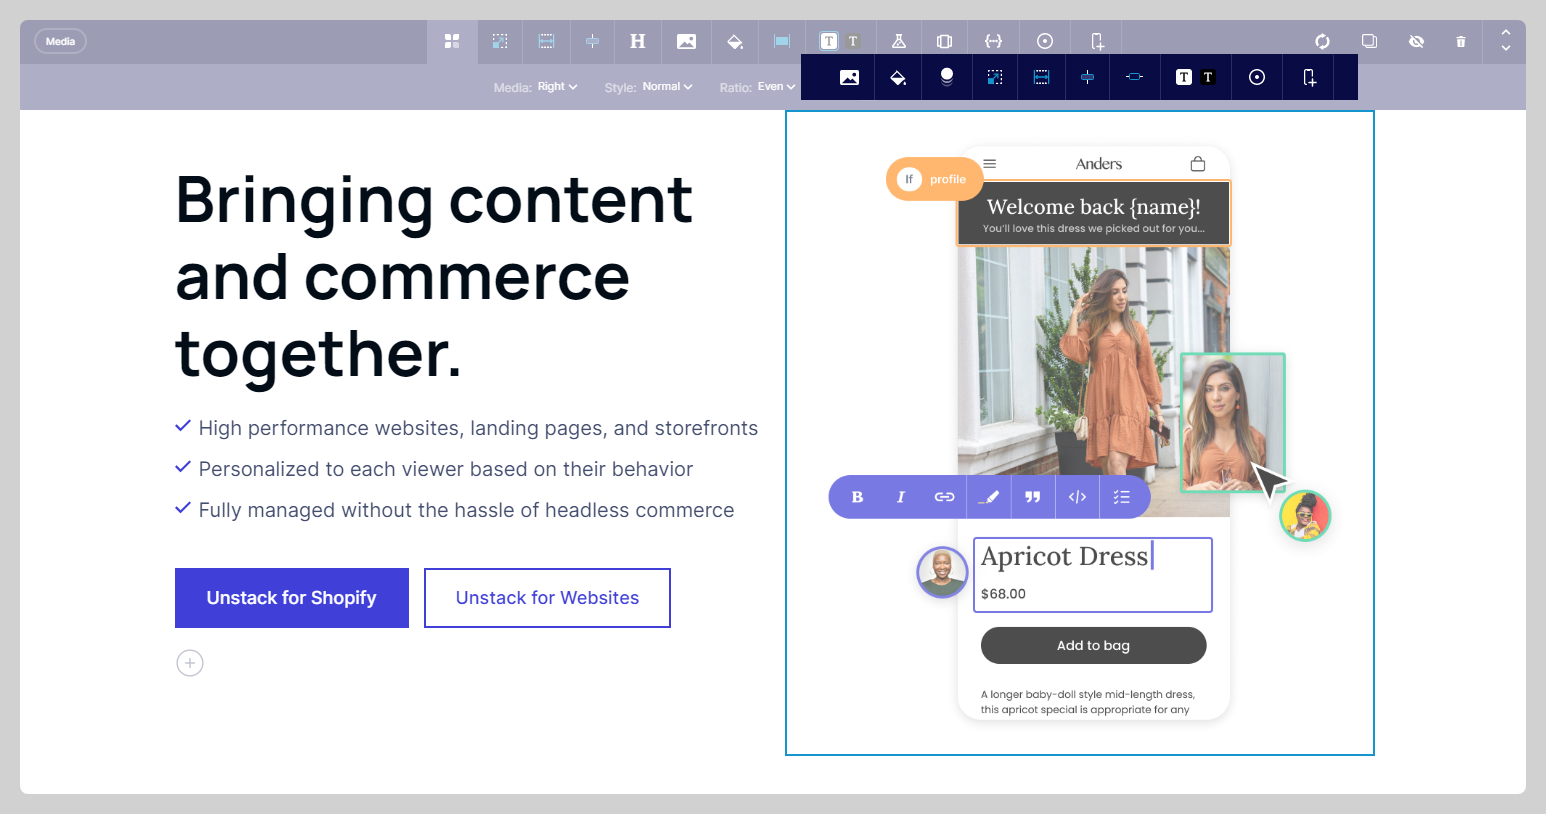 Media
H
T T
Media: Right
Style: Normal
Ratio: Even
T T
Bringing content
and commerce
together.
High performance websites, landing pages, and storefronts
Personalized to each viewer based on their behavior
Fully managed without the hassle of headless commerce
Unstack for Shopify
Unstack for Websites
Anders
If profile
Welcome back {name}!
You'll love this dress we picked out for you...
B I
Apricot Dress
$68.00
Add to bag
A longer baby-doll style mid-length dress,
this apricot special is appropriate for any